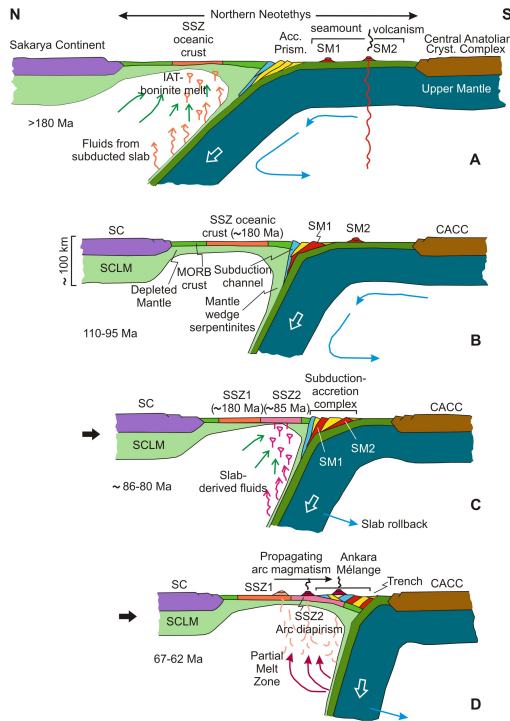 N
Northern Neotethys
S
Sakarya Continent
SSZ
oceanic
crust
Acc.
Prism.
seamount
volcanism
SM1
SM2
Central Anatolian
Cryst. Complex
IAT-
boninite melt
Upper Mantle
>180 Ma
Fluids from
subducted slab
A
SC
SSZ oceanic
crust (~180 Ma)
SM1
SM2
CACC
~ 100 km
SCLM
Depleted
Mantle
MORB
crust
Subduction
channel
Mantle
wedge
serpentinites
110-95 Ma
B
SC
SSZ1
(~180 Ma)
SSZ2
(~85 Ma)
Subduction-
accretion
complex
CACC
SCLM
SM1
SM2
Slab-
derived fluids
~ 86-80 Ma
C
Slab rollback
Propagating
arc magmatism
Ankara
Mélange
Trench
SC
SSZ1
CACC
SSZ2
Arc diapirism
SCLM
Partial
Melt
Zone
67-62 Ma
D